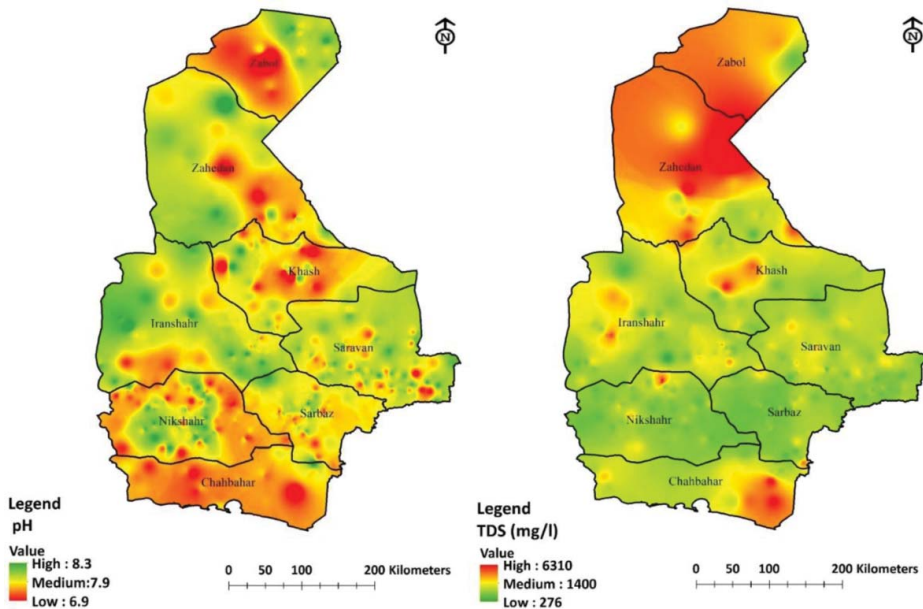 N
Zabol
Zahedan
Khash
Iranshahr
Saravan
Nikshahr
Sarbaz
Chahbahar
Legend
pH
Value
High : 8.3
Medium:7.9
Low : 6.9
0 50 100 200 Kilometers
N
Zabol
Zahedan
Khash
Iranshahr
Saravan
Nikshahr
Sarbaz
Chahbahar
Legend
TDS (mg/l)
Value
High : 6310
Medium : 1400
Low : 276
0 50 100 200 Kilometers